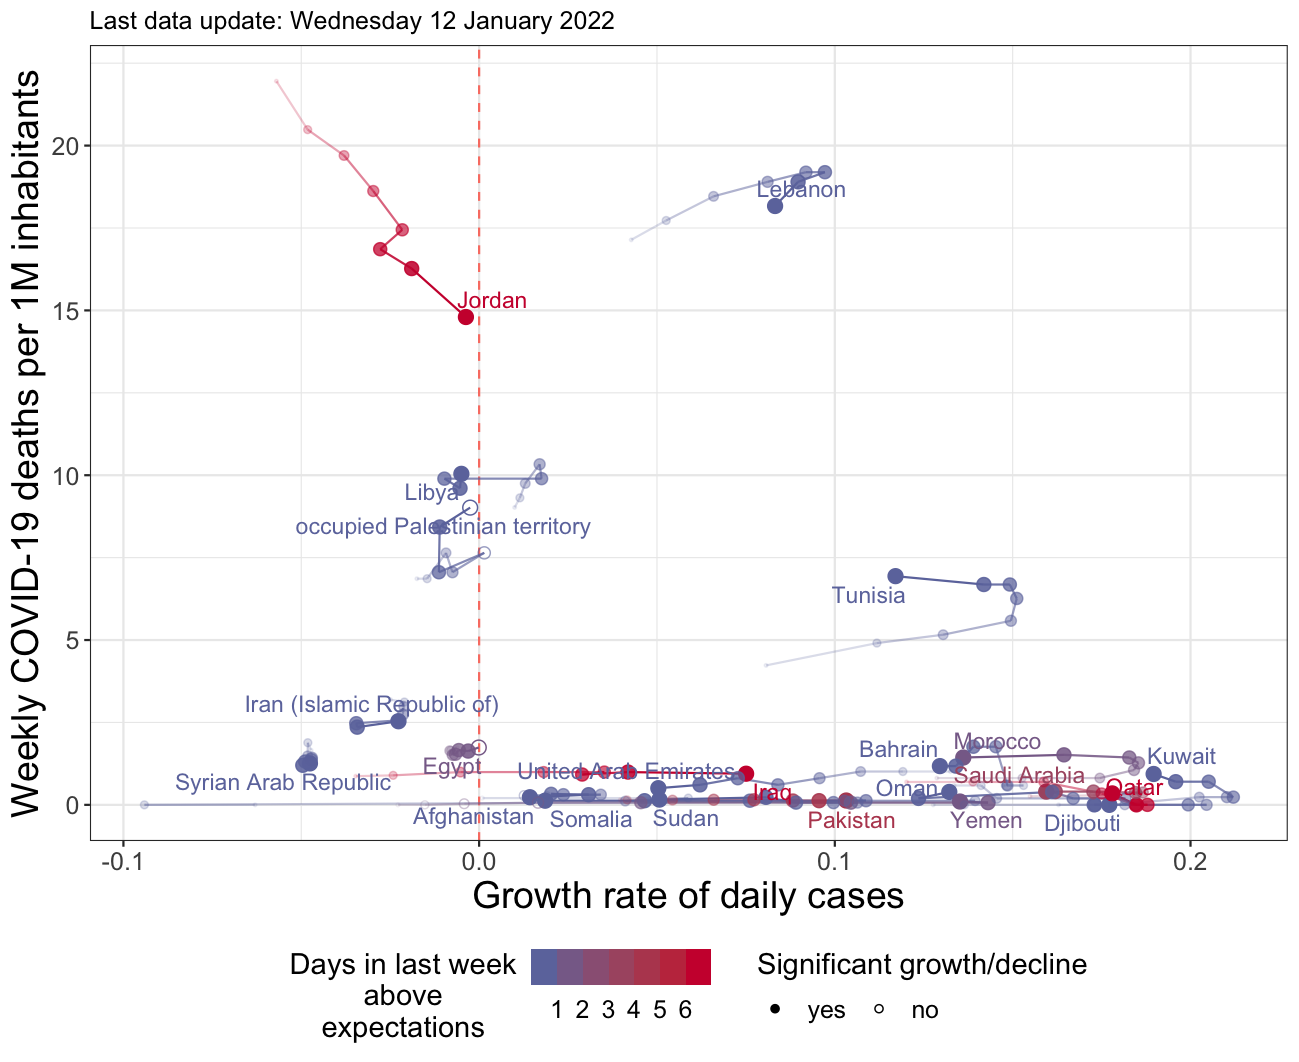 Last data update: Wednesday 12 January 2022
Weekly COVID-19 deaths per 1M inhabitants
20
15
10
5
0
Lebanon
Jordan
Libya
occupied Palestinian territory
Tunisia
Iran (Islamic Republic of)
Morocco
Bahrain
Kuwait
Egypt
United Arab Emirates
Saudi Arabia
Syrian Arab Republic
Oman
Qatar
Iraq
Afghanistan
Somalia
Sudan
Pakistan
Yemen
Djibouti
-0.1
0.0
0.1
0.2
Growth rate of daily cases
Days in last week
above
expectations
1 2 3 4 5 6
Significant growth/decline
yes
no